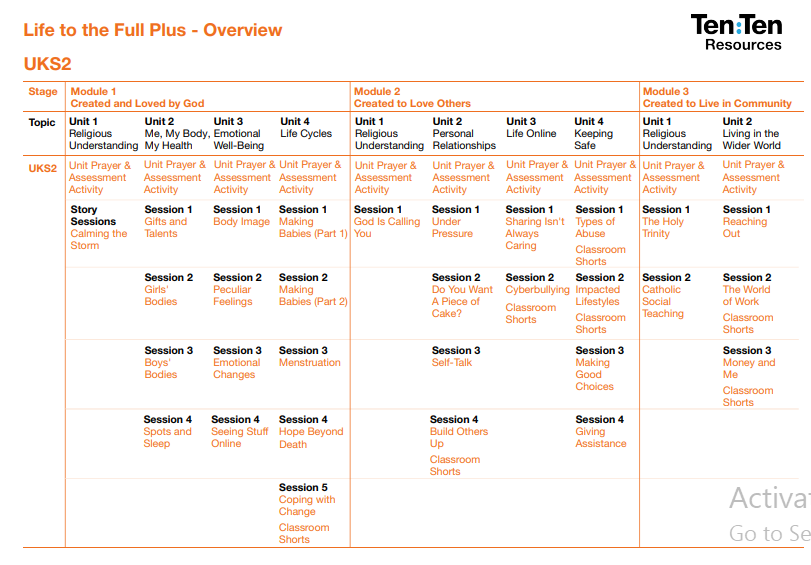 Life to the Full Plus - Overview
Ten:Ten
Resources
UKS2
Stage
Module 1
Created and Loved by God
Module 2
Created to Love Others
Module 3
Created to Live in Community
Topic
Unit 1
Religious
Understanding
Unit 2
Me, My Body,
My Health
Unit 3
Emotional
Well-Being
Unit 4
Life Cycles
Unit 1
Religious
Understanding
Unit 2
Personal
Relationships
Unit 3
Life Online
Unit 4
Keeping
Safe
Unit 1
Religious
Understanding
Unit 2
Living in the
Wider World
UKS2
Unit Prayer &
Assessment
Activity
Unit Prayer &
Assessment
Activity
Unit Prayer &
Assessment
Activity
Unit Prayer &
Assessment
Activity
Unit Prayer &
Assessment
Activity
Unit Prayer &
Assessment
Activity
Unit Prayer &
Assessment
Activity
Unit Prayer &
Assessment
Activity
Unit Prayer &
Assessment
Activity
Unit Prayer &
Assessment
Activity
Story
Sessions
Calming the
Storm
Session 1
Gifts and
Talents
Session 1
Body Image
Session 1
Making
Babies (Part 1)
Session 1
God Is Calling
You
Session 1
Under
Pressure
Session 1
Sharing Isn't
Always
Caring
Session 1
Types of
Abuse
Classroom
Shorts
Session 1
The Holy
Trinity
Session 1
Reaching
Out
Session 2
Girls'
Bodies
Session 2
Peculiar
Feelings
Session 2
Making
Babies (Part 2)
Session 2
Do You Want
A Piece of
Cake?
Session 2
Cyberbullying
Classroom
Shorts
Session 2
Impacted
Lifestyles
Classroom
Shorts
Session 2
Catholic
Social
Teaching
Session 2
The World
of Work
Classroom
Shorts
Session 3
Boys'
Bodies
Session 3
Emotional
Changes
Session 3
Menstruation
Session 3
Self-Talk
Session 3
Making
Good
Choices
Session 3
Money and
Me
Classroom
Shorts
Session 4
Spots and
Sleep
Session 4
Seeing Stuff
Online
Session 4
Hope Beyond
Death
Session 4
Build Others
Up
Classroom
Shorts
Session 4
Giving
Assistance
Session 5
Coping with
Change
Classroom
Shorts
Activa
Go to Se